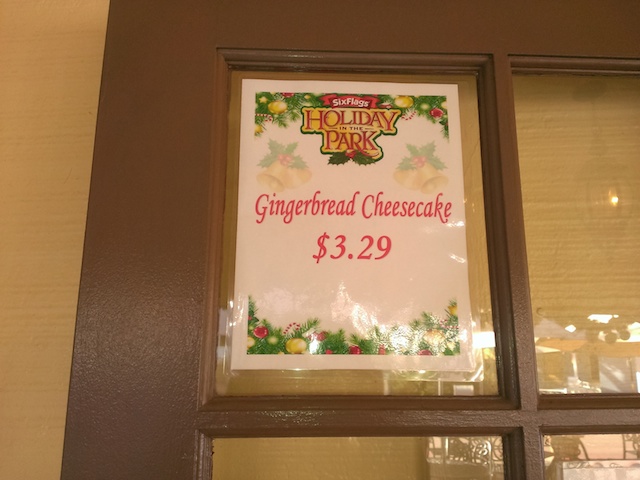 SixFlags
HOLIDAY
IN THE
PARK
Gingerbread Cheesecake
$3.29